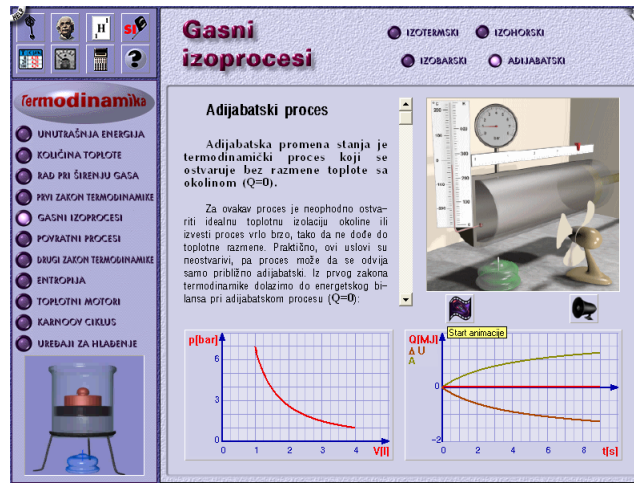 HELP
H
SI
Termodinamika
UNUTRAŠNJA ENERGIJA
KOLIČINA TOPLOTE
RAD PRI ŠIRENJU GASA
PRVI ZAKON TERMODINAMIKE
GASNI IZOPROCESI
POVRATNI PROCESI
DRUGI ZAKON TERMODINAMIKE
ENTROPIJA
TOPLOTNI MOTORI
KARNOOV CIKLUS
UREĐAJI ZA HLAĐENJE
Gasni
izoprocesi
IZOTERMSKI
IZOHORSKI
IZOBARSKI
ADIJABATSKI
Adijabatski proces
Adijabatska promena stanja je
termodinamički proces koji se
ostvaruje bez razmene toplote sa
okolinom (Q=0).
Za ovakav proces je neophodno ostva-
riti idealnu toplotnu izolaciju okoline ili
izvesti proces vrlo brzo, tako da ne dođe do
toplotne razmene. Praktično, ovi uslovi su
neostvarivi, pa proces može da se odvija
samo približno adijabatski. Iz prvog zakona
termodinamike dolazimo do energetskog bi-
lansa pri adijabatskom procesu (Q=0):
Start animacije
p[bar]
6
3
0
0 1 2 3 4 V[l]
Q[MJ]
Δ U
A
0
-2
0 2 4 6 8 t[s]